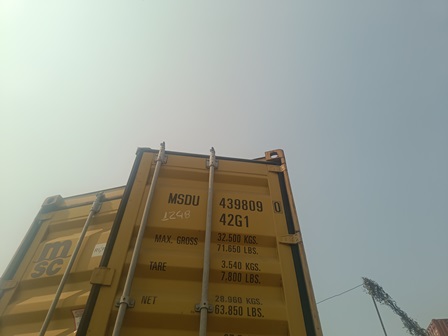 MSDU 439809 0
1248 42G1
MAX. GROSS 32.500 KGS.
71.650 LBS.
TARE 3.540 KGS.
7.800 LBS.
NET 28.960 KGS.
63.850 LBS.
msc